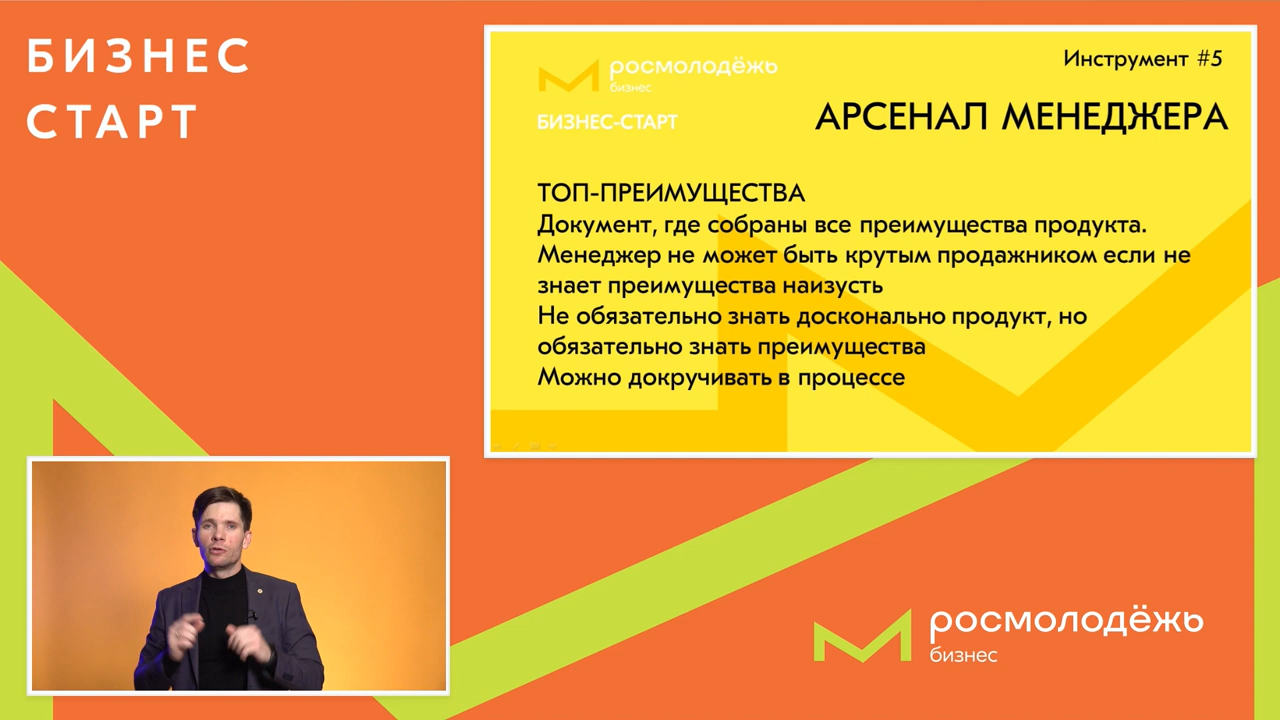 БИЗНЕС
СТАРТ
росмолодёжь
бизнес
БИЗНЕС-СТАРТ
Инструмент #5
АРСЕНАЛ МЕНЕДЖЕРА
ТОП-ПРЕИМУЩЕСТВА
Документ, где собраны все преимущества продукта.
Менеджер не может быть крутым продажником если не
знает преимущества наизусть
Не обязательно знать досконально продукт, но
обязательно знать преимущества
Можно докручивать в процессе
росмолодёжь
бизнес